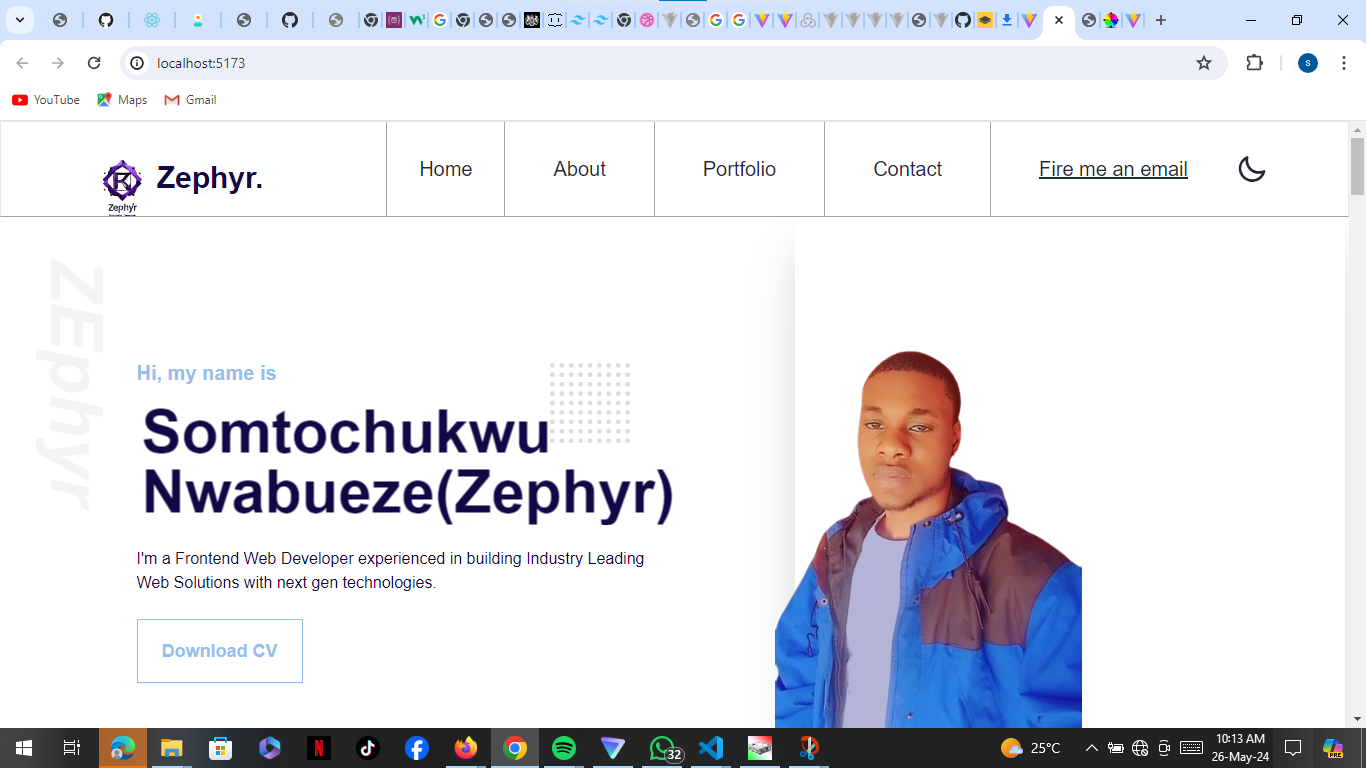 localhost:5173
S
YouTube
Maps
Gmail
Zephyr
Zephyr.
Home
About
Portfolio
Contact
Fire me an email
ZEphyr
Hi, my name is
Somtochukwu
Nwabueze(Zephyr)
I'm a Frontend Web Developer experienced in building Industry Leading
Web Solutions with next gen technologies.
Download CV
32
25°C
10:13 AM
26-May-24
PRE